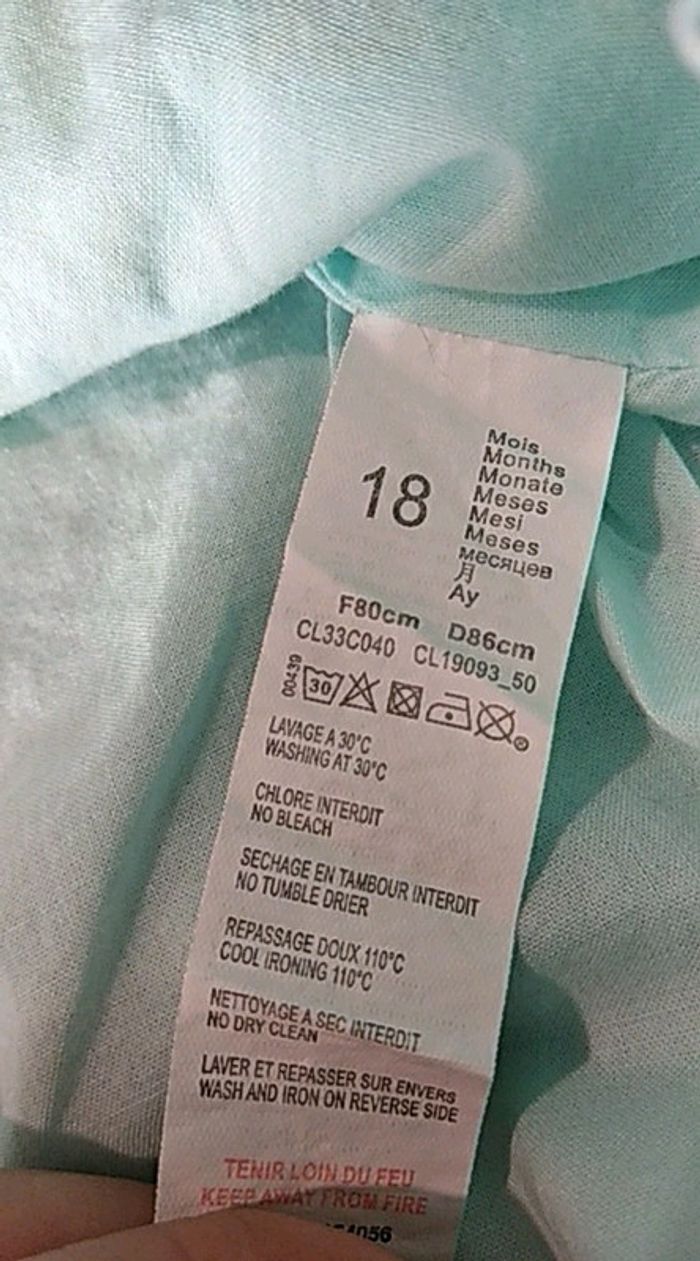 18
Mois
Months
Monate
Meses
Mesi
Meses
месяцев
月
Ay
F80cm D86cm
CL33C040 CL19093_50
00439
30
LAVAGE A 30°C
WASHING AT 30°C
CHLORE INTERDIT
NO BLEACH
SECHAGE EN TAMBOUR INTERDIT
NO TUMBLE DRIER
REPASSAGE DOUX 110°C
COOL IRONING 110°C
NETTOYAGE A SEC INTERDIT
NO DRY CLEAN
LAVER ET REPASSER SUR ENVERS
WASH AND IRON ON REVERSE SIDE
TENIR LOIN DU FEU
KEEP AWAY FROM FIRE